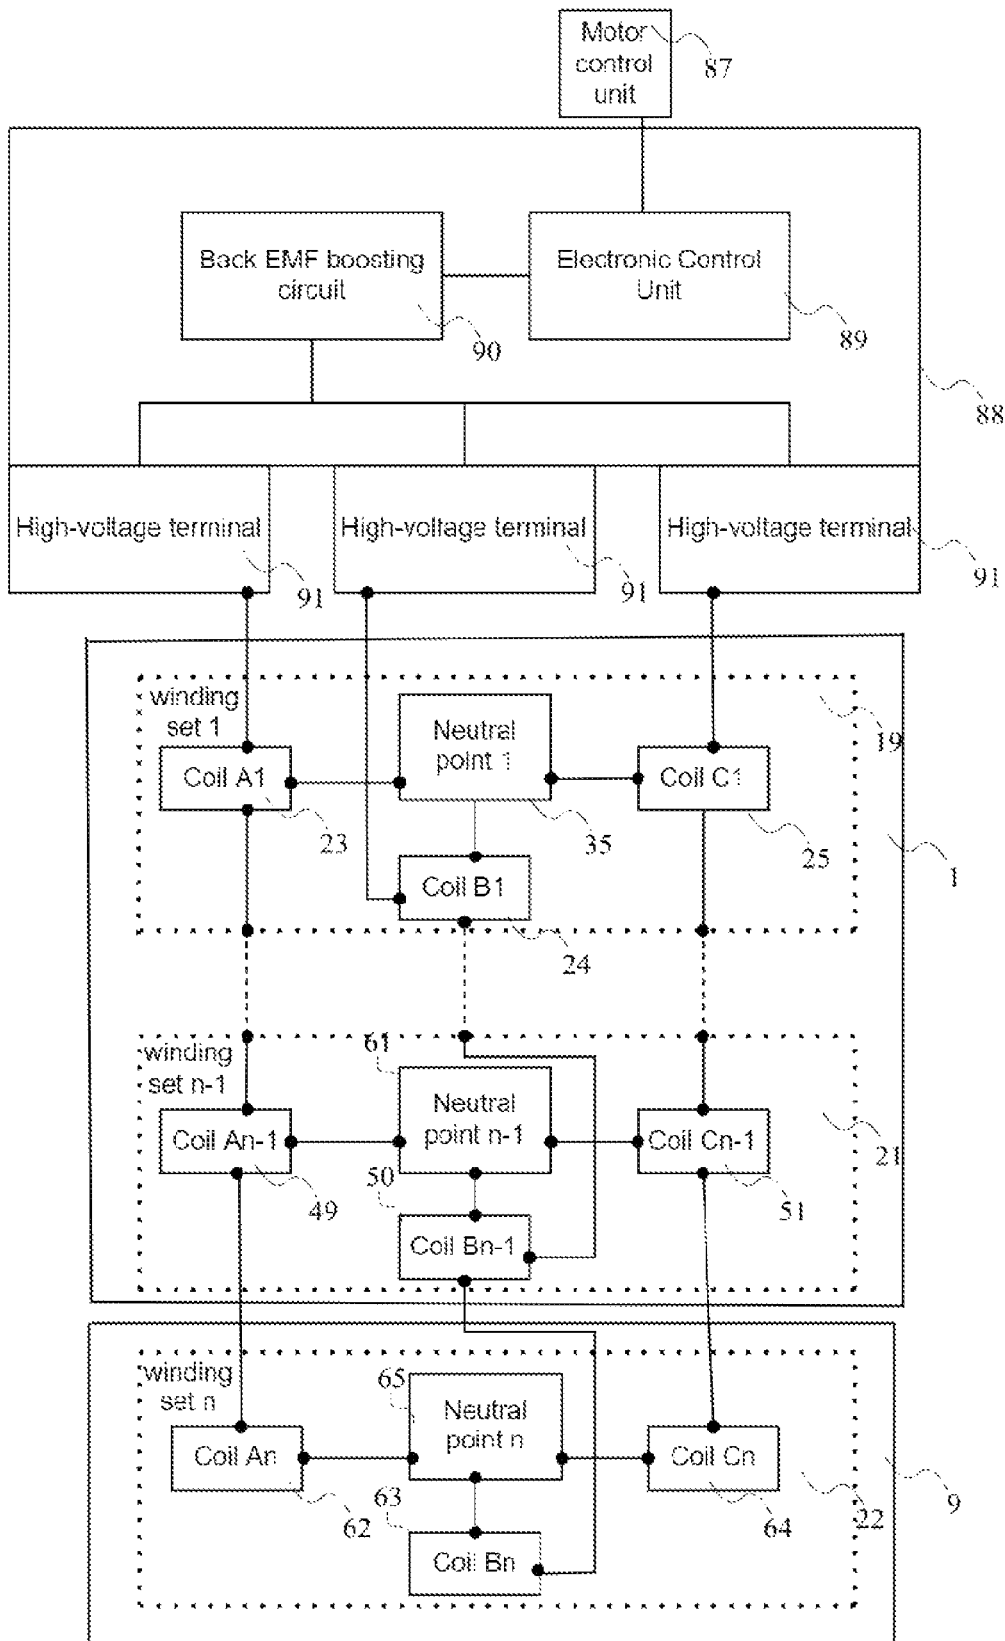 Motor
control
unit
87
Back EMF boosting
circuit
90
Electronic Control
Unit
89
88
High-voltage terminal
91
High-voltage terminal
91
High-voltage terminal
91
winding
set 1
Neutral
point 1
19
Coil A1
Coil C1
23
35
25
1
Coil B1
24
winding
set n-1
61
Neutral
point n-1
Coil An-1
Coil Cn-1
21
49
50
51
Coil Bn-1
winding
set n
65
Neutral
point n
Coil An
Coil Cn
62
63
64
22
9
Coil Bn